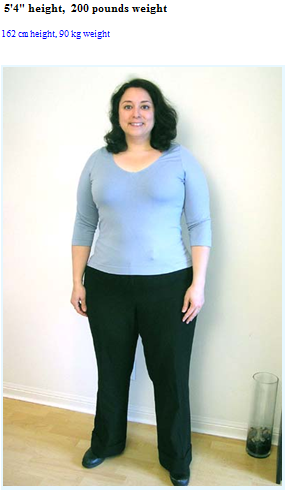 5'4" height,  200 pounds weight
162 cm height, 90 kg weight